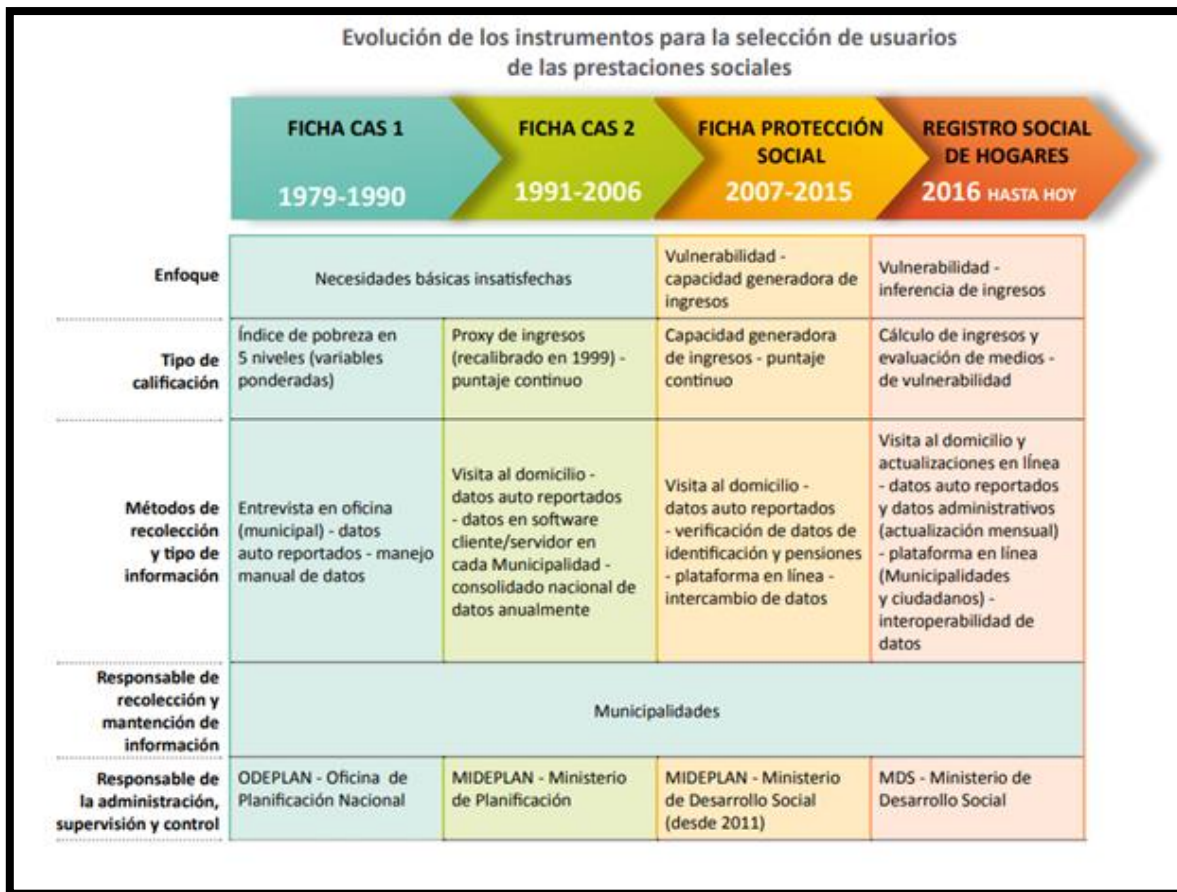 Evolución de los instrumentos para la selección de usuarios
de las prestaciones sociales
FICHA CAS 1
1979-1990
FICHA CAS 2
1991-2006
FICHA PROTECCIÓN
SOCIAL
2007-2015
REGISTRO SOCIAL
DE HOGARES
2016 HASTA HOY
Enfoque
Necesidades básicas insatisfechas
Vulnerabilidad -
capacidad generadora de
ingresos
Vulnerabilidad -
inferencia de ingresos
Tipo de
calificación
Índice de pobreza en
5 niveles (variables
ponderadas)
Proxy de ingresos
(recalibrado en 1999) -
puntaje continuo
Capacidad generadora
de ingresos - puntaje
continuo
Cálculo de ingresos y
evaluación de medios -
de vulnerabilidad
Métodos de
recolección
y tipo de
información
Entrevista en oficina
(municipal) - datos
auto reportados - manejo
manual de datos
Visita al domicilio -
datos auto reportados
- datos en software
cliente/servidor en
cada Municipalidad -
consolidado nacional de
datos anualmente
Visita al domicilio -
datos auto reportados
- verificación de datos de
identificación y pensiones
- plataforma en línea -
intercambio de datos
Visita al domicilio y
actualizaciones en línea
- datos auto reportados
y datos administrativos
(actualización mensual)
- plataforma en línea
(Municipalidades
y ciudadanos) -
interoperabilidad de
datos
Responsable de
recolección y
mantención de
información
Municipalidades
Responsable de
la administración,
supervisión y control
ODEPLAN - Oficina de
Planificación Nacional
MIDEPLAN - Ministerio
de Planificación
MIDEPLAN - Ministerio
de Desarrollo Social
(desde 2011)
MDS - Ministerio de
Desarrollo Social